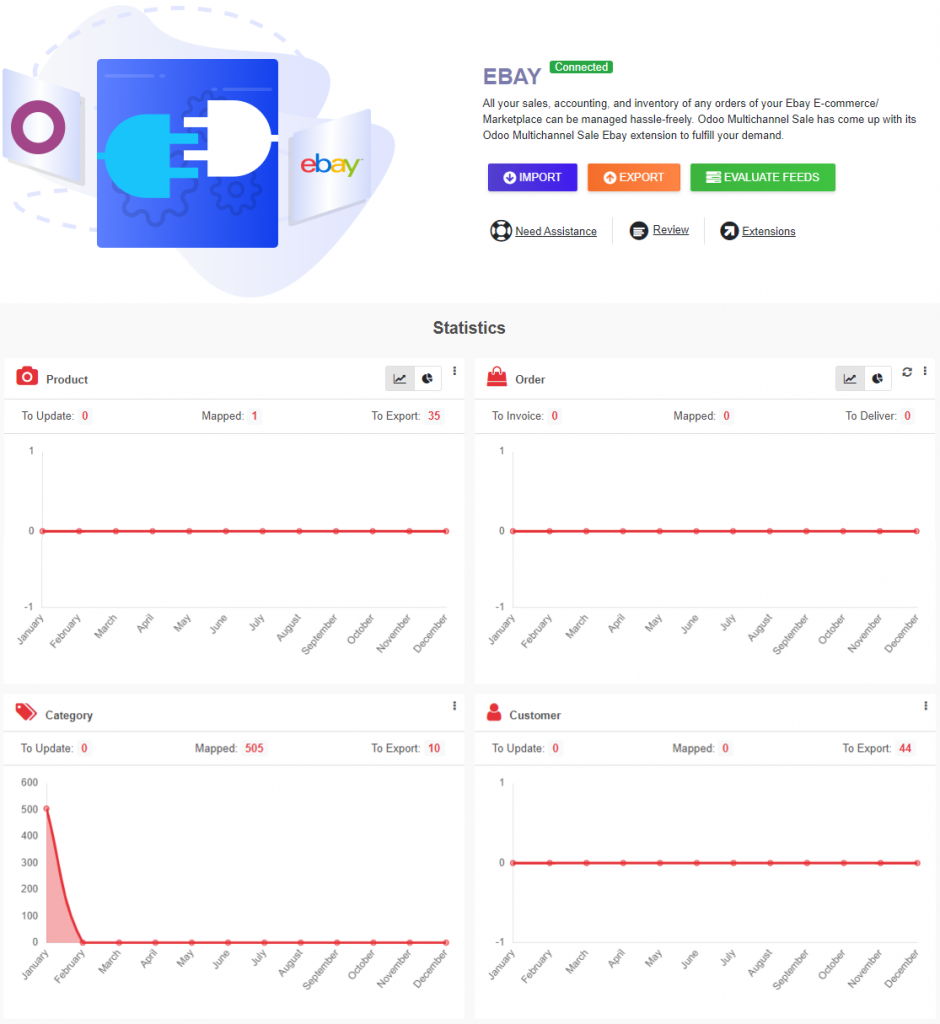 ebay
EBAY Connected
All your sales, accounting, and inventory of any orders of your Ebay E-commerce/
Marketplace can be managed hassle-freely. Odoo Multichannel Sale has come up with its
Odoo Multichannel Sale Ebay extension to fulfill your demand.
IMPORT EXPORT EVALUATE FEEDS
Need Assistance Review Extensions
Statistics
Product
To Update: 0 Mapped: 1 To Export: 35
1
0
-1
January February March April May June July August September October November December
Order
To Invoice: 0 Mapped: 0 To Deliver: 0
1
0
-1
January February March April May June July August September October November December
Category
To Update: 0 Mapped: 505 To Export: 10
600
500
400
300
200
100
0
January February March April May June July August September October November December
Customer
To Update: 0 Mapped: 0 To Export: 44
1
0
-1
January February March April May June July August September October November December